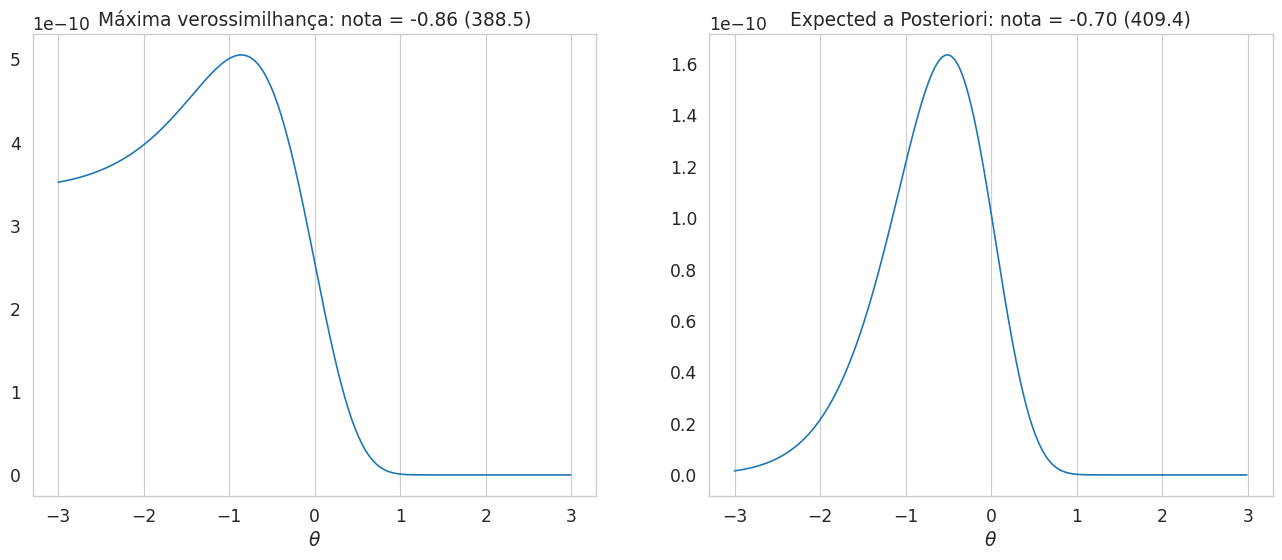 Máxima verossimilhança: nota = -0.86 (388.5)
1e−10
5
4
3
2
1
0
−3 −2 −1 0 1 2 3
θ
Expected a Posteriori: nota = -0.70 (409.4)
1e−10
1.6
1.4
1.2
1.0
0.8
0.6
0.4
0.2
0.0
−3 −2 −1 0 1 2 3
θ